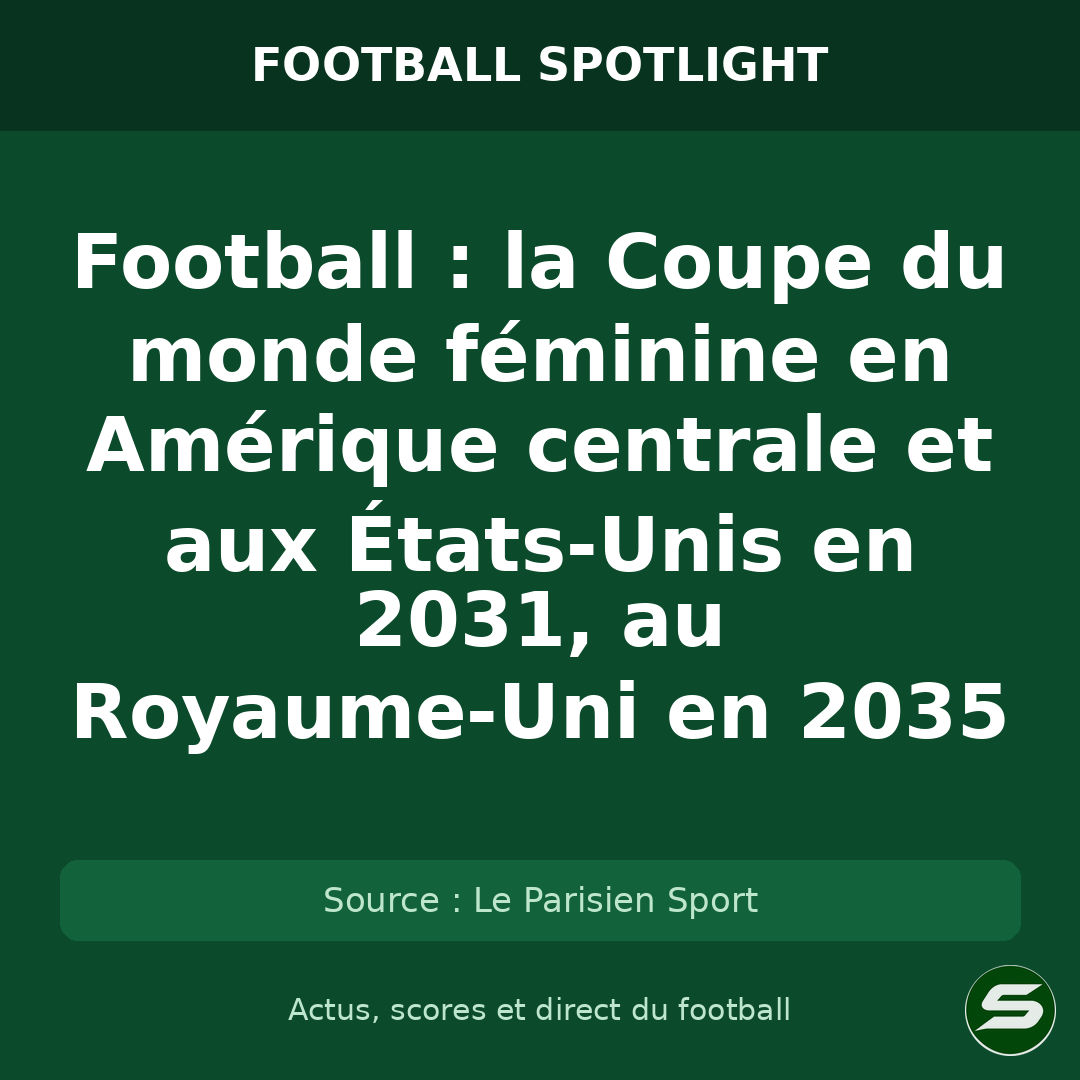 FOOTBALL SPOTLIGHT
Football : la Coupe du
monde féminine en
Amérique centrale et
aux États-Unis en
2031, au
Royaume-Uni en 2035
Source : Le Parisien Sport
Actus, scores et direct du football
S